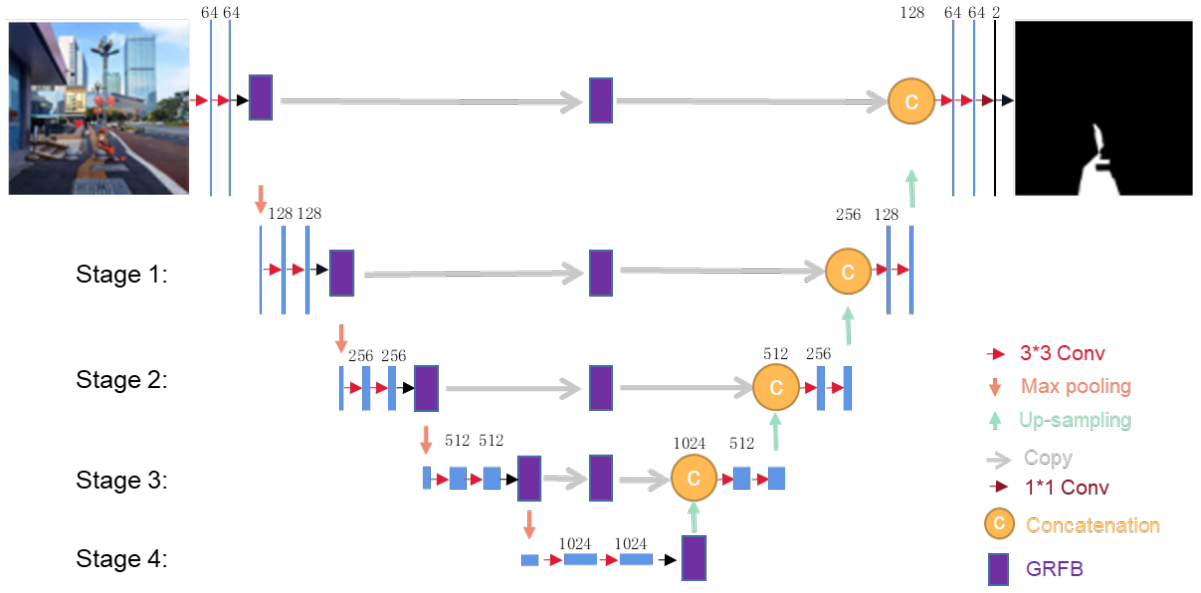 64 64
128
64 64 2
C
128 128
256 128
Stage 1:
C
256 256
512 256
Stage 2:
C
3*3 Conv
Max pooling
Up-sampling
512 512
1024 512
Stage 3:
C
Copy
1*1 Conv
C Concatenation
1024 1024
Stage 4:
GRFB